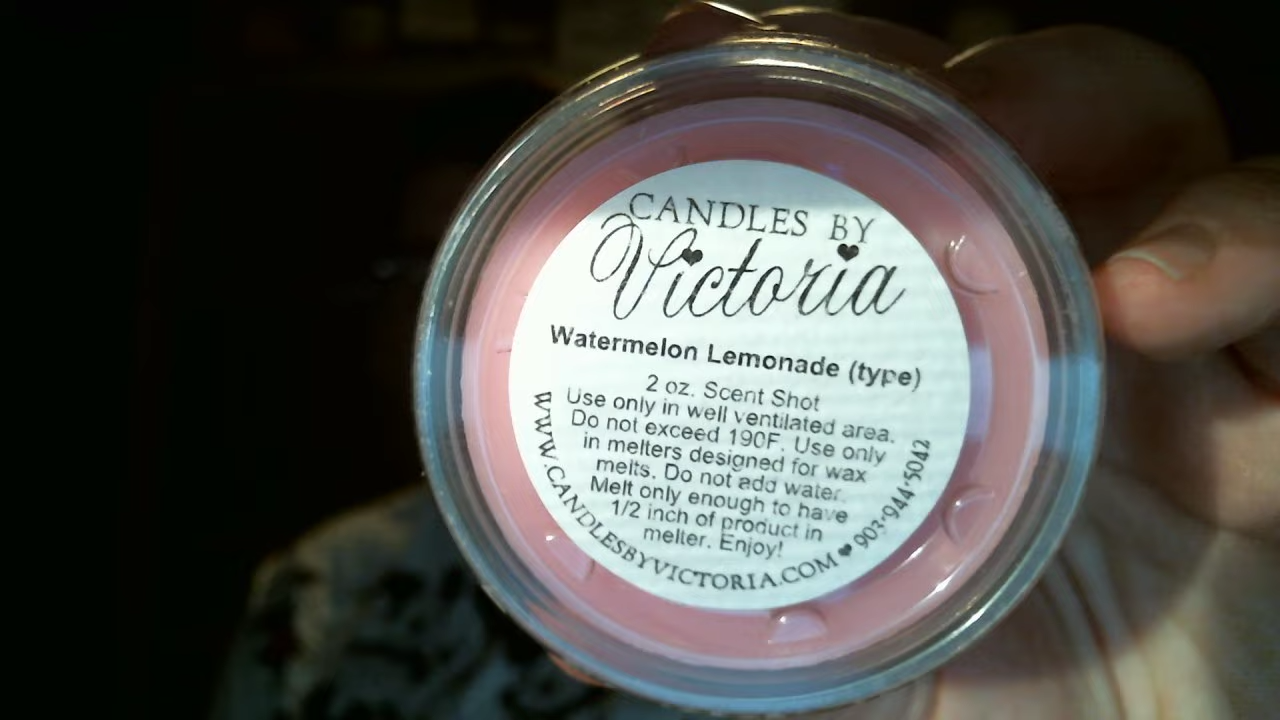 CANDLES BY
Victoria
Watermelon Lemonade (type)
2 oz. Scent Shot
Use only in well ventilated area.
Do not exceed 190F. Use only
in melters designed for wax
melts. Do not add water.
Melt only enough to have
1/2 inch of product in
melter. Enjoy!
WWW.CANDLESBYVICTORIA.COM ♥ 903·944·5042